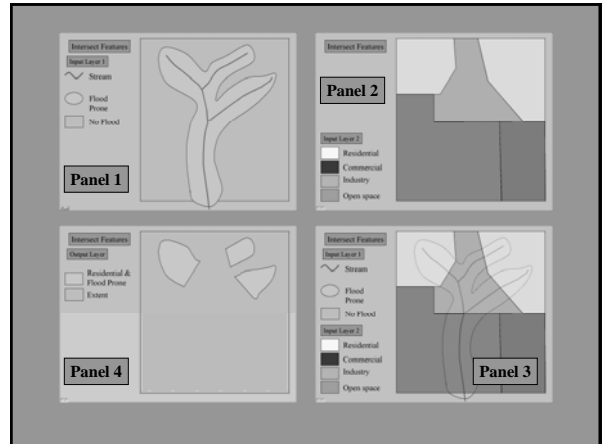 Intersect Features
Input Layer 1
Stream
Flood
Prone
No Flood
Panel 1
Intersect Features
Panel 2
Input Layer 2
Residential
Commercial
Industry
Open space
Intersect Features
Output Layer
Residential &
Flood Prone
Extent
Panel 4
Intersect Features
Input Layer 1
Stream
Flood
Prone
No Flood
Input Layer 2
Residential
Commercial
Industry
Open space
Panel 3